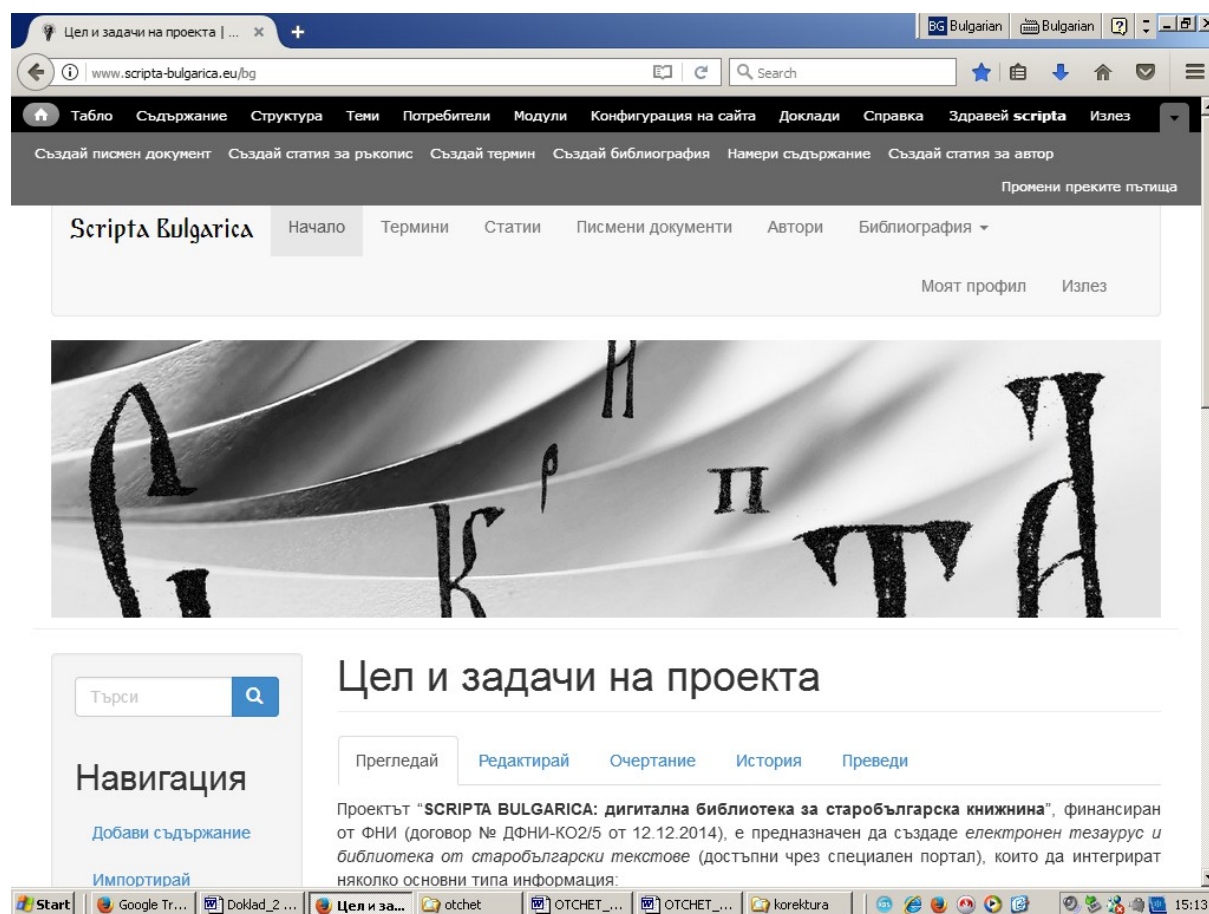 Цел и задачи на проекта | ...
BG Bulgarian Bulgarian
www.scripta-bulgarica.eu/bg
Search
Табло Съдържание Структура Теми Потребители Модули Конфигурация на сайта Доклади Справка Здравей scripta Излез
Създай писмен документ Създай статия за ръкопис Създай термин Създай библиография Намери съдържание Създай статия за автор
Промени преките пътища
Scripta Bulgarica Начало Термини Статии Писмени документи Автори Библиография
Моят профил Излез
Търси
Навигация
Добави съдържание
Импортирай
Цел и задачи на проекта
Прегледай Редактирай Очертание История Преведи
Проектът “SCRIPTA BULGARICA: дигитална библиотека за старобългарска книжнина”, финансиран
от ФНИ (договор № ДФНИ-КО2/5 от 12.12.2014), е предназначен да създаде електронен тезаурус и
библиотека от старобългарски текстове (достъпни чрез специален портал), които да интегрират
няколко основни типа информация:
Start Google Tr... Doklad_2 ... Цел и за... otchet OTCHET_... OTCHET_... korektura 15:13